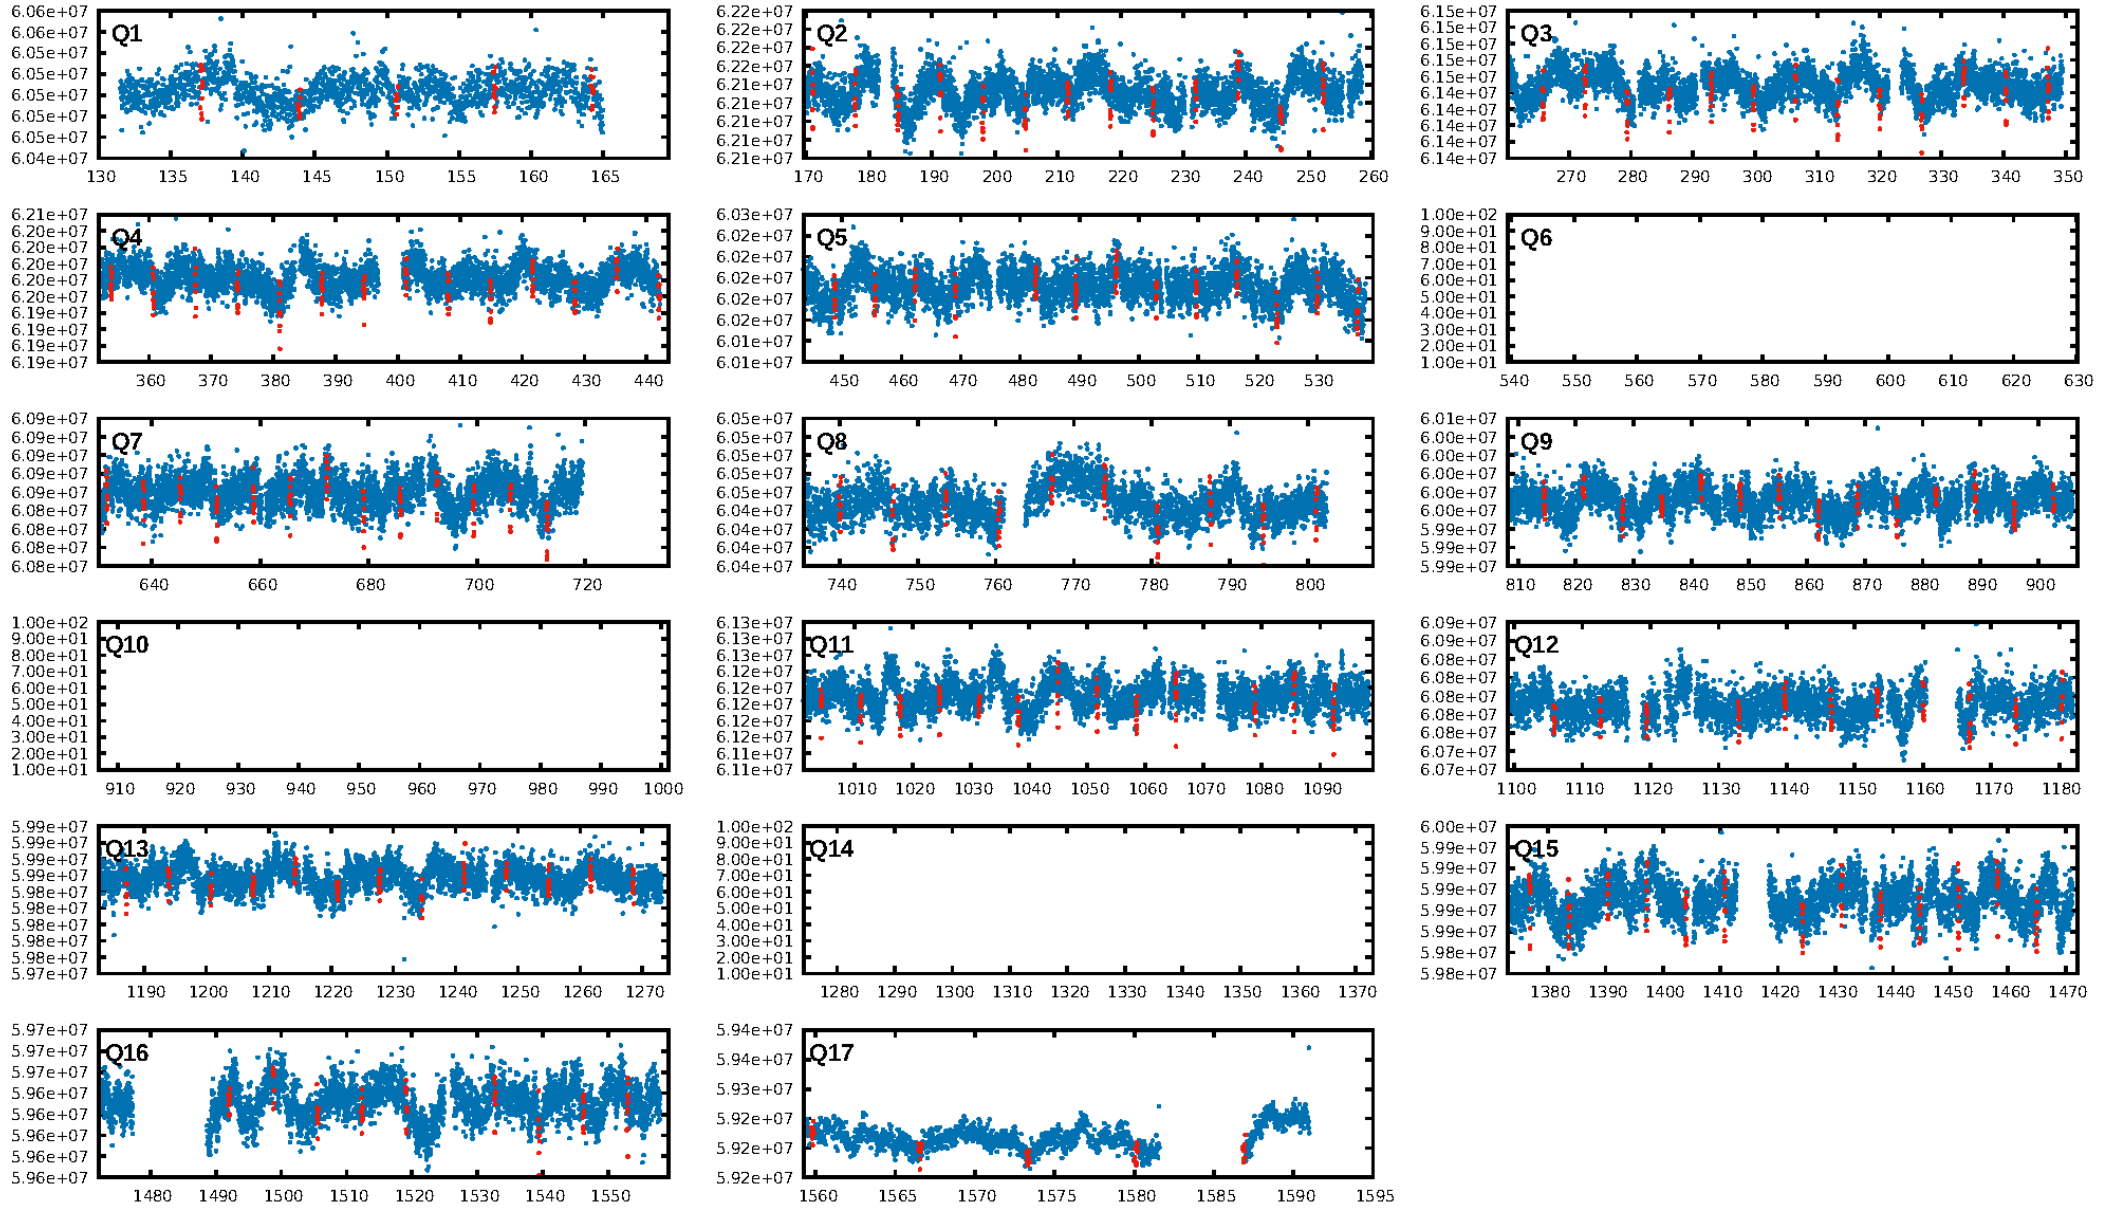 6.06e+07 6.06e+07 6.05e+07 6.05e+07 6.05e+07 6.05e+07 6.05e+07 6.04e+07
Q1
130 135 140 145 150 155 160 165
6.22e+07 6.22e+07 6.22e+07 6.22e+07 6.21e+07 6.21e+07 6.21e+07 6.21e+07 6.21e+07
Q2
170 180 190 200 210 220 230 240 250 260
6.15e+07 6.15e+07 6.15e+07 6.15e+07 6.14e+07 6.14e+07 6.14e+07 6.14e+07
Q3
270 280 290 300 310 320 330 340 350
6.21e+07 6.20e+07 6.20e+07 6.20e+07 6.20e+07 6.20e+07 6.19e+07 6.19e+07 6.19e+07
Q4
360 370 380 390 400 410 420 430 440
6.03e+07 6.02e+07 6.02e+07 6.02e+07 6.02e+07 6.02e+07 6.01e+07 6.01e+07
Q5
450 460 470 480 490 500 510 520 530
1.00e+02 9.00e+01 8.00e+01 7.00e+01 6.00e+01 5.00e+01 4.00e+01 3.00e+01 2.00e+01 1.00e+01
Q6
540 550 560 570 580 590 600 610 620 630
6.09e+07 6.09e+07 6.09e+07 6.09e+07 6.09e+07 6.08e+07 6.08e+07 6.08e+07 6.08e+07
Q7
640 660 680 700 720
6.05e+07 6.05e+07 6.05e+07 6.05e+07 6.05e+07 6.04e+07 6.04e+07 6.04e+07 6.04e+07
Q8
740 750 760 770 780 790 800
6.01e+07 6.00e+07 6.00e+07 6.00e+07 6.00e+07 6.00e+07 5.99e+07 5.99e+07 5.99e+07
Q9
810 820 830 840 850 860 870 880 890 900
1.00e+02 9.00e+01 8.00e+01 7.00e+01 6.00e+01 5.00e+01 4.00e+01 3.00e+01 2.00e+01 1.00e+01
Q10
910 920 930 940 950 960 970 980 990 1000
6.13e+07 6.13e+07 6.13e+07 6.12e+07 6.12e+07 6.12e+07 6.12e+07 6.11e+07 6.11e+07
Q11
1010 1020 1030 1040 1050 1060 1070 1080 1090
6.09e+07 6.09e+07 6.08e+07 6.08e+07 6.08e+07 6.08e+07 6.08e+07 6.07e+07 6.07e+07
Q12
1100 1110 1120 1130 1140 1150 1160 1170 1180
5.99e+07 5.99e+07 5.99e+07 5.99e+07 5.98e+07 5.98e+07 5.98e+07 5.98e+07 5.98e+07 5.97e+07
Q13
1190 1200 1210 1220 1230 1240 1250 1260 1270
1.00e+02 9.00e+01 8.00e+01 7.00e+01 6.00e+01 5.00e+01 4.00e+01 3.00e+01 2.00e+01 1.00e+01
Q14
1280 1290 1300 1310 1320 1330 1340 1350 1360 1370
6.00e+07 5.99e+07 5.99e+07 5.99e+07 5.99e+07 5.99e+07 5.98e+07 5.98e+07
Q15
1380 1390 1400 1410 1420 1430 1440 1450 1460 1470
5.97e+07 5.97e+07 5.97e+07 5.96e+07 5.96e+07 5.96e+07 5.96e+07 5.96e+07
Q16
1480 1490 1500 1510 1520 1530 1540 1550
5.94e+07 5.94e+07 5.93e+07 5.92e+07 5.92e+07 5.92e+07
Q17
1560 1565 1570 1575 1580 1585 1590 1595